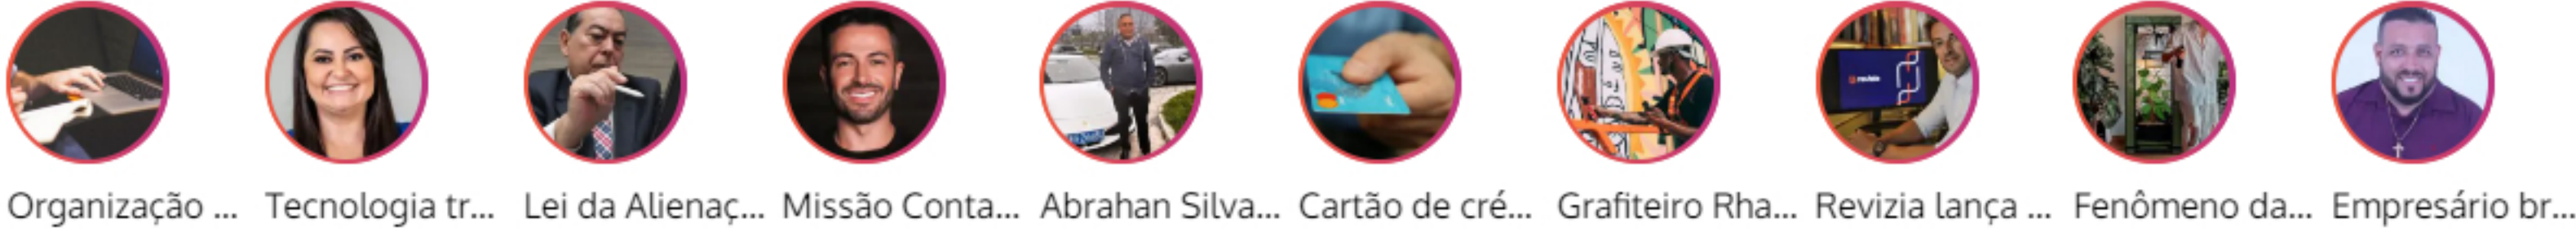 revizia
Organização ...
Tecnologia tr...
Lei da Alienaç...
Missão Conta...
Abrahan Silva...
Cartão de cré...
Grafiteiro Rha...
Revizia lança ...
Fenômeno da...
Empresário br...